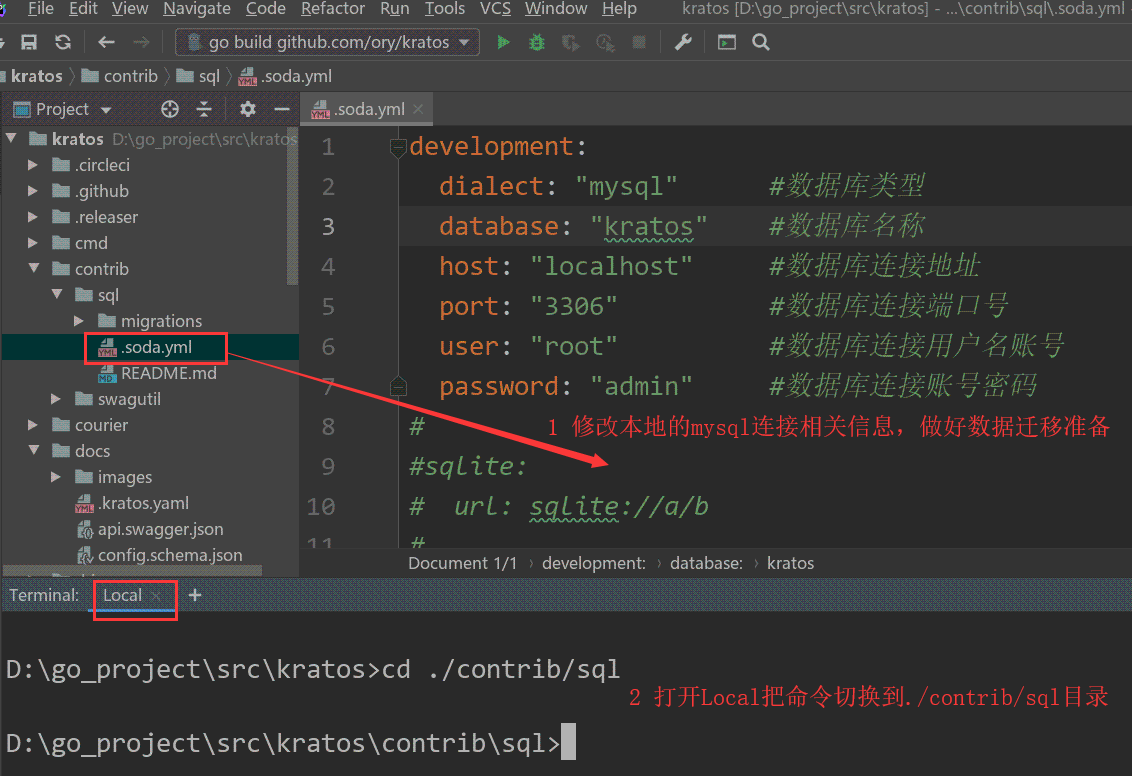 File Edit View Navigate Code Refactor Run Tools VCS Window Help kratos [D:\go_project\src\kratos] - ...\contrib\sql\.soda.yml
go build github.com/ory/kratos
kratos contrib sql .soda.yml
Project
.soda.yml
kratos D:\go_project\src\kratos
.circleci
.github
.releaser
cmd
contrib
sql
migrations
.soda.yml
README.md
swagutil
courier
docs
images
.kratos.yaml
api.swagger.json
config.schema.json
1 development:
2 dialect: "mysql" #数据库类型
3 database: "kratos" #数据库名称
4 host: "localhost" #数据库连接地址
5 port: "3306" #数据库连接端口号
6 user: "root" #数据库连接用户名账号
7 password: "admin" #数据库连接账号密码
8 # 1 修改本地的mysql连接相关信息，做好数据迁移准备
9 #sqlite:
10 # url: sqlite://a/b
11 #
Document 1/1 › development: › database: › kratos
Terminal: Local × +
D:\go_project\src\kratos>cd ./contrib/sql
2 打开Local把命令切换到./contrib/sql目录
D:\go_project\src\kratos\contrib\sql>